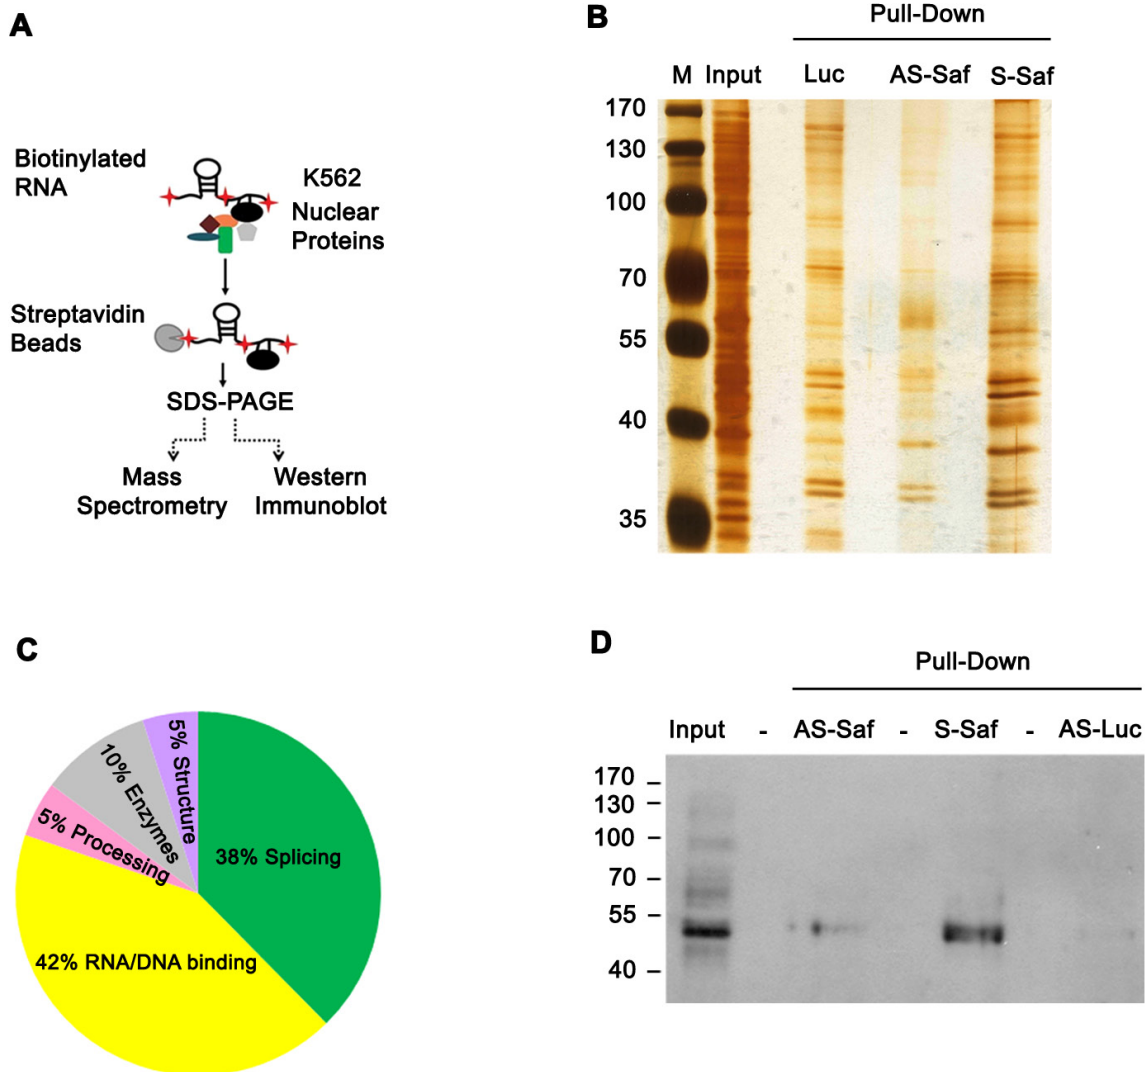 A
Biotinylated
RNA
K562
Nuclear
Proteins
Streptavidin
Beads
SDS-PAGE
Mass
Spectrometry
Western
Immunoblot
B
Pull-Down
M Input Luc AS-Saf S-Saf
170
130
100
70
55
40
35
C
5% Structure
10% Enzymes
5% Processing
38% Splicing
42% RNA/DNA binding
D
Pull-Down
Input - AS-Saf - S-Saf - AS-Luc
170 –
130 –
100 –
70 –
55 –
40 –